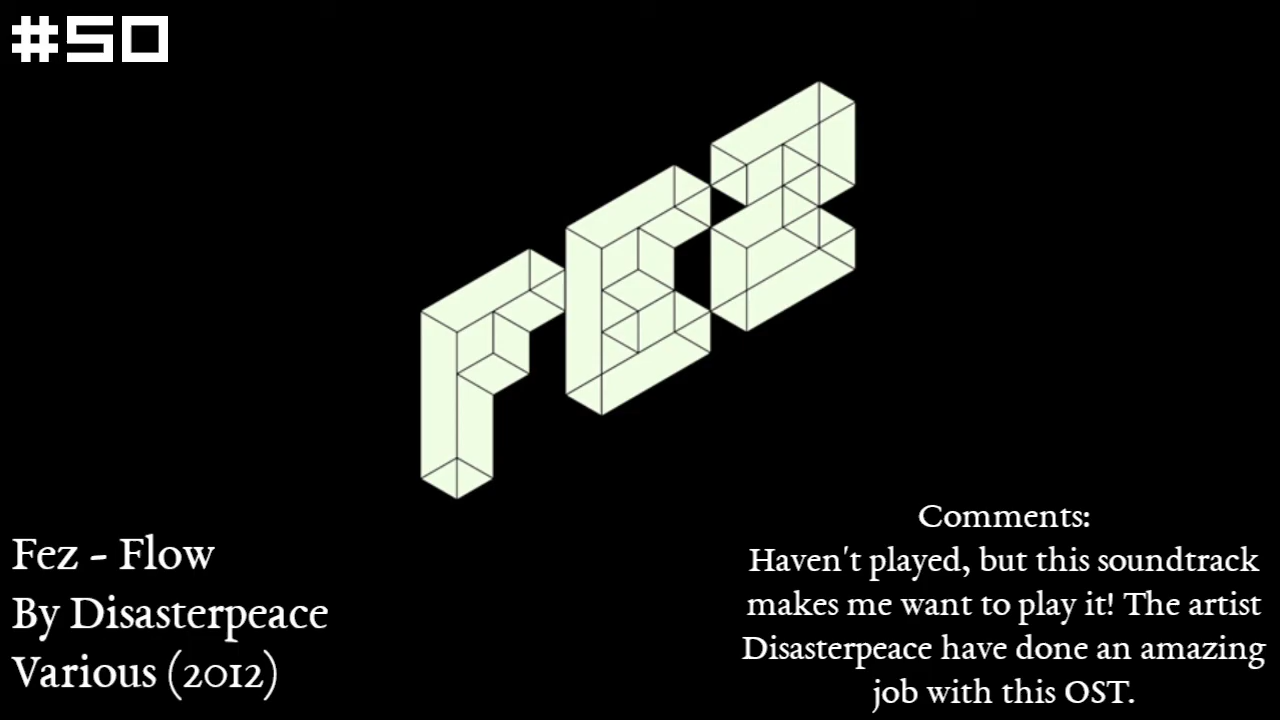 #50
FEZ
Fez - Flow
By Disasterpeace
Various (2012)
Comments:
Haven't played, but this soundtrack
makes me want to play it! The artist
Disasterpeace have done an amazing
job with this OST.